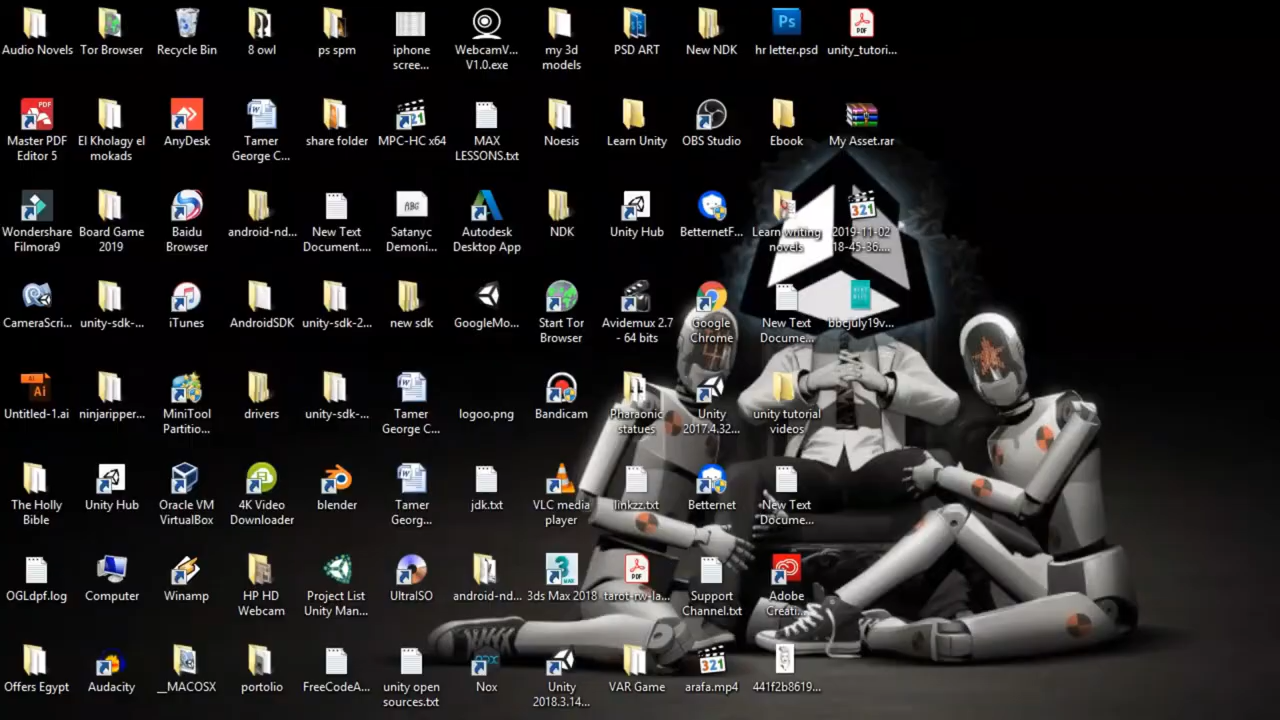 Audio Novels
Tor Browser
Recycle Bin
8 owl
ps spm
iphone
scree...
WebcamV...
V1.0.exe
my 3d
models
PSD ART
New NDK
hr letter.psd
unity_tutori...
Master PDF
Editor 5
El Kholagy el
mokads
AnyDesk
Tamer
George C...
share folder
MPC-HC x64
MAX
LESSONS.txt
Noesis
Learn Unity
OBS Studio
Ebook
My Asset.rar
Wondershare
Filmora9
Board Game
2019
Baidu
Browser
android-nd...
New Text
Document....
Satanyc
Demoni...
Autodesk
Desktop App
NDK
Unity Hub
BetternetF...
Learn writing
novels
2019-11-02
18-45-36....
CameraScri...
unity-sdk-...
iTunes
AndroidSDK
unity-sdk-2...
new sdk
GoogleMo...
Start Tor
Browser
Avidemux 2.7
- 64 bits
Google
Chrome
New Text
Docume...
bbcjuly19v...
Untitled-1.ai
ninjaripper...
MiniTool
Partitio...
drivers
unity-sdk-...
Tamer
George C...
logoo.png
Bandicam
Pharaonic
statues
Unity
2017.4.32...
unity tutorial
videos
The Holly
Bible
Unity Hub
Oracle VM
VirtualBox
4K Video
Downloader
blender
Tamer
Georg...
jdk.txt
VLC media
player
linkzz.txt
Betternet
New Text
Docume...
OGLdpf.log
Computer
Winamp
HP HD
Webcam
Project List
Unity Man...
UltraISO
android-nd...
3ds Max 2018
tarot-rw-la...
Support
Channel.txt
Adobe
Creati...
Offers Egypt
Audacity
__MACOSX
portolio
FreeCodeA...
unity open
sources.txt
Nox
Unity
2018.3.14...
VAR Game
arafa.mp4
441f2b8619...